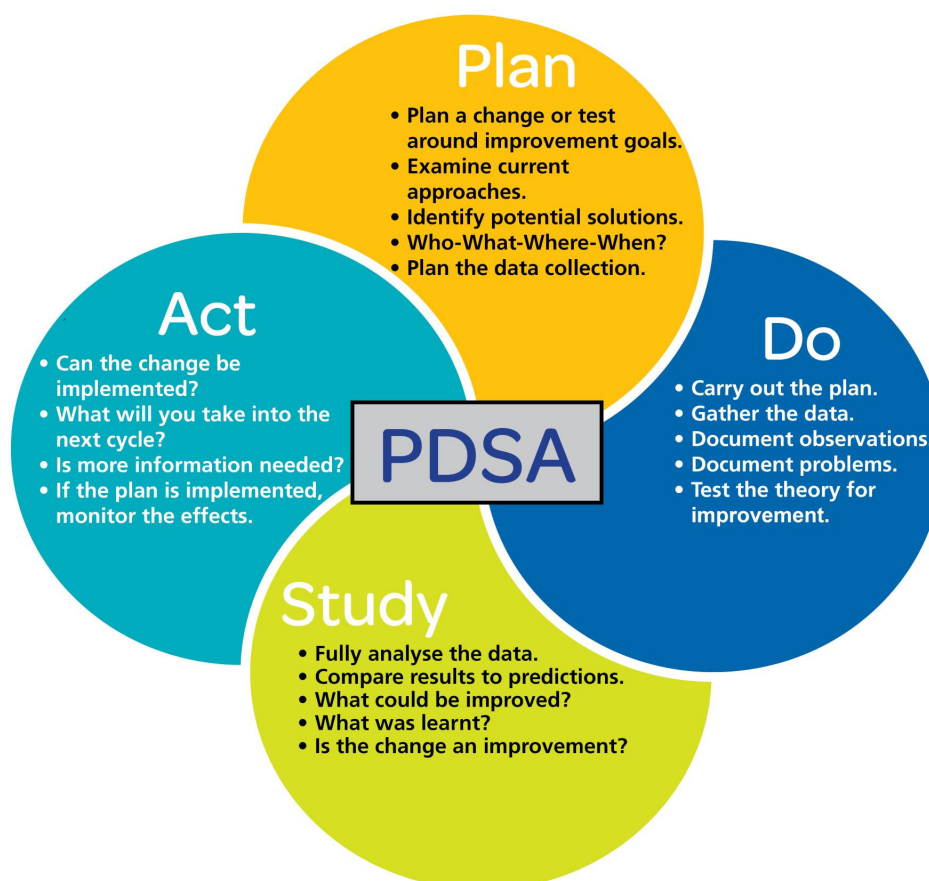 Plan
• Plan a change or test
around improvement goals.
• Examine current
approaches.
• Identify potential solutions.
• Who-What-Where-When?
• Plan the data collection.
Do
• Carry out the plan.
• Gather the data.
• Document observations
• Document problems.
• Test the theory for
improvement.
Study
• Fully analyse the data.
• Compare results to predictions.
• What could be improved?
• What was learnt?
• Is the change an improvement?
Act
• Can the change be
implemented?
• What will you take into the
next cycle?
• Is more information needed?
• If the plan is implemented,
monitor the effects.
PDSA